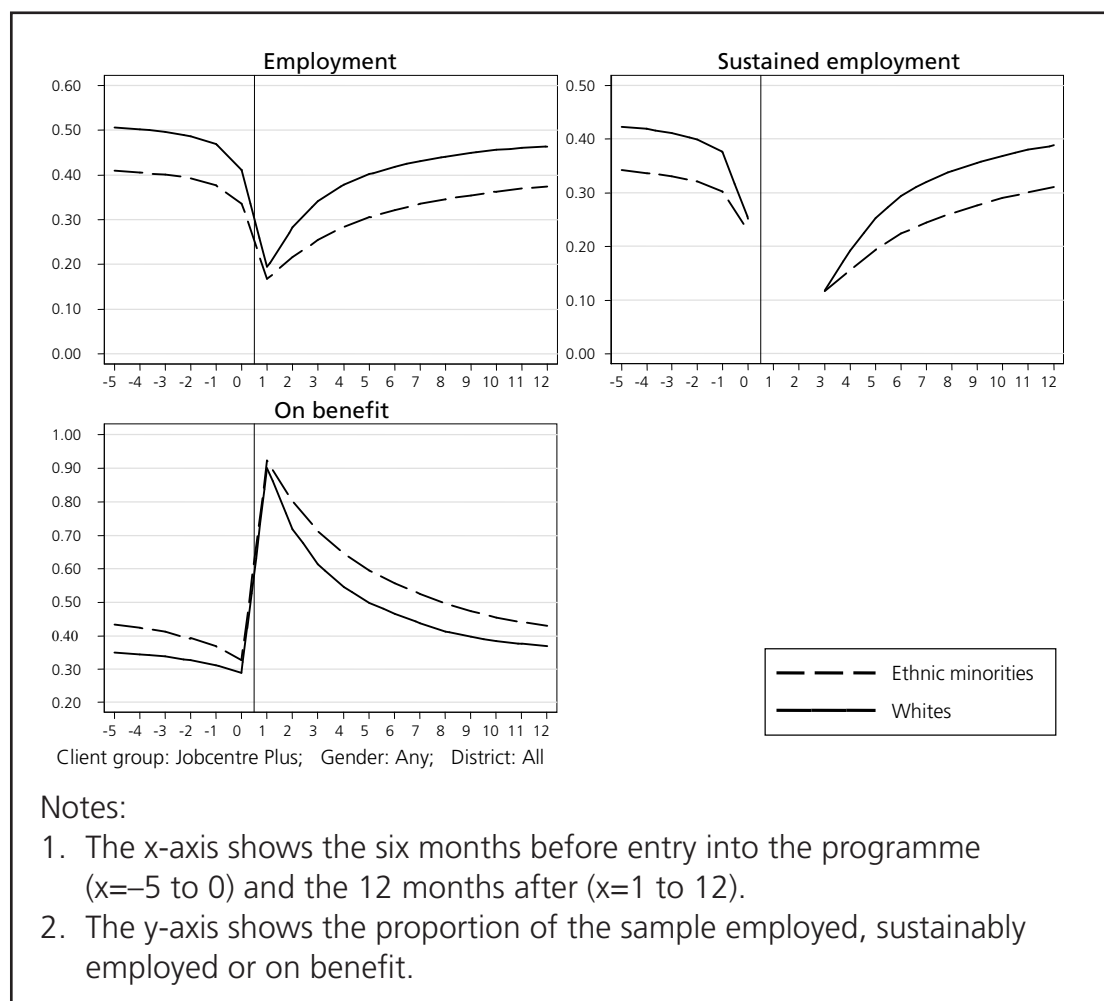 Employment
0.60
0.50
0.40
0.30
0.20
0.10
0.00
-5 -4 -3 -2 -1 0 1 2 3 4 5 6 7 8 9 10 11 12
Sustained employment
0.50
0.40
0.30
0.20
0.10
0.00
-5 -4 -3 -2 -1 0 1 2 3 4 5 6 7 8 9 10 11 12
On benefit
1.00
0.90
0.80
0.70
0.60
0.50
0.40
0.30
0.20
-5 -4 -3 -2 -1 0 1 2 3 4 5 6 7 8 9 10 11 12
Ethnic minorities
Whites
Client group: Jobcentre Plus; Gender: Any; District: All
Notes:
1. The x-axis shows the six months before entry into the programme
(x=–5 to 0) and the 12 months after (x=1 to 12).
2. The y-axis shows the proportion of the sample employed, sustainably
employed or on benefit.